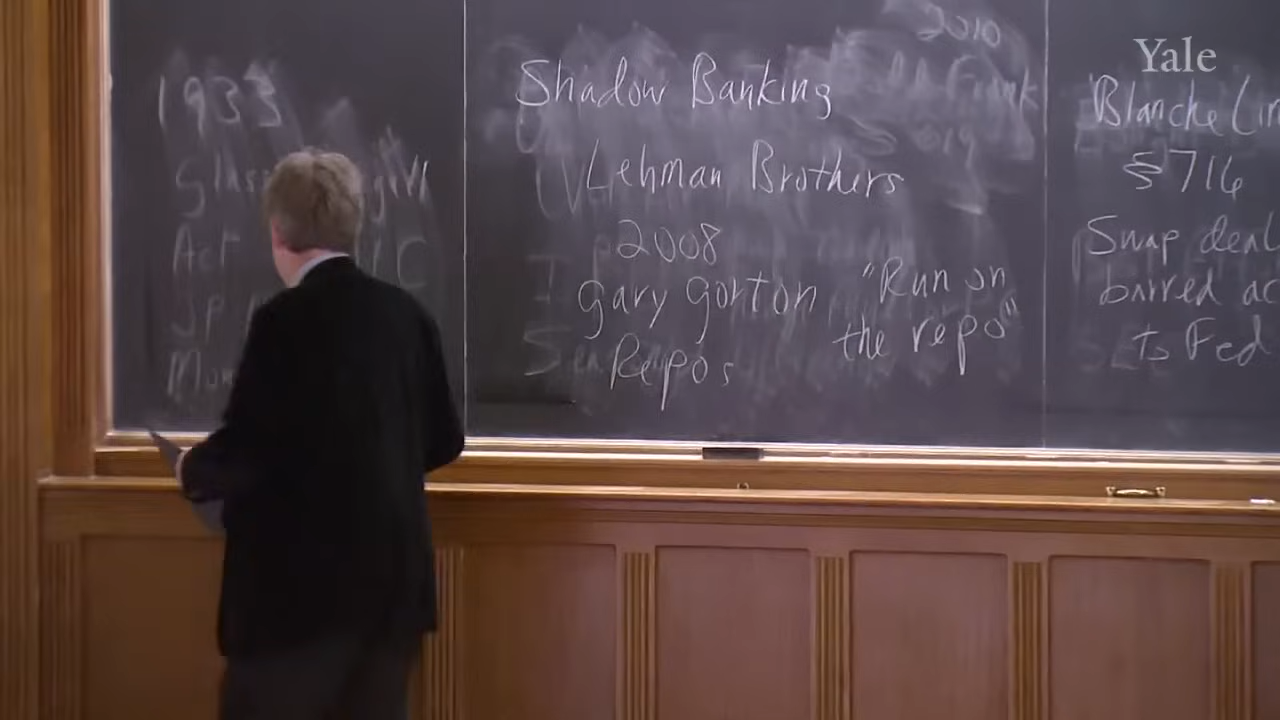 1933
Act
Shadow Banking
Lehman Brothers
2008
Gary Gorton
Repos
"Run on
the repo"
2010
Blanche Lin
§716
Swap deal
barred ac
to Fed
Yale